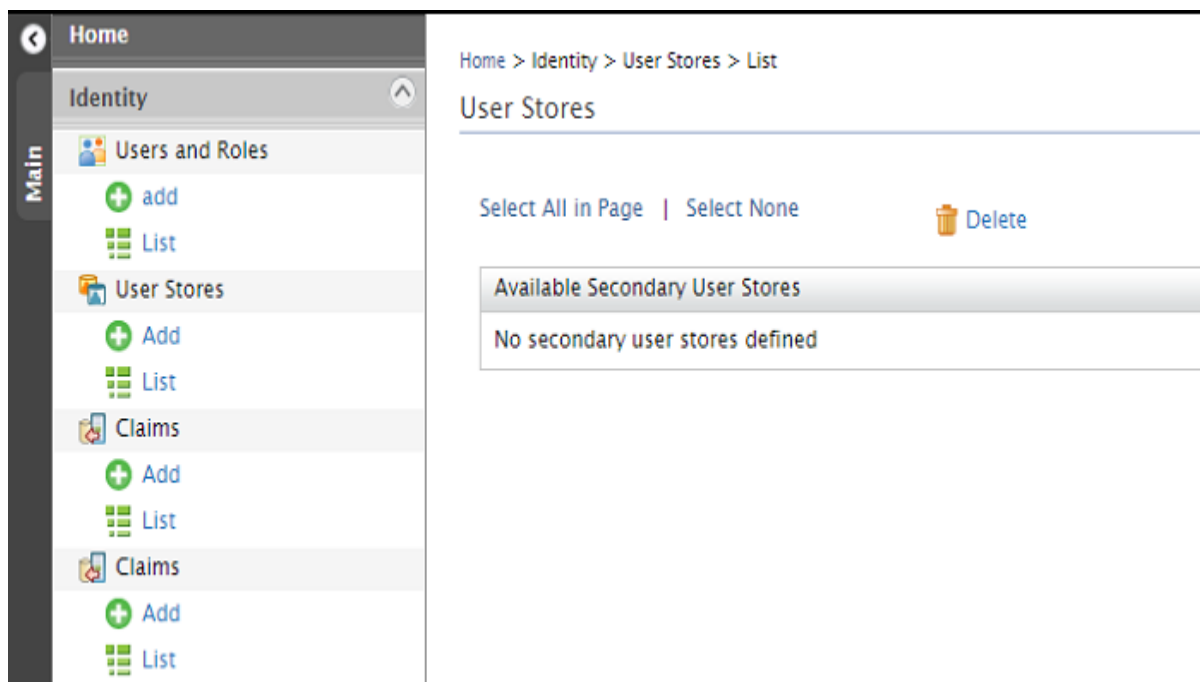 Home
Identity
Main
Users and Roles
add
List
User Stores
Add
List
Claims
Add
List
Claims
Add
List
Home > Identity > User Stores > List
User Stores
Select All in Page | Select None
Delete
Available Secondary User Stores
No secondary user stores defined